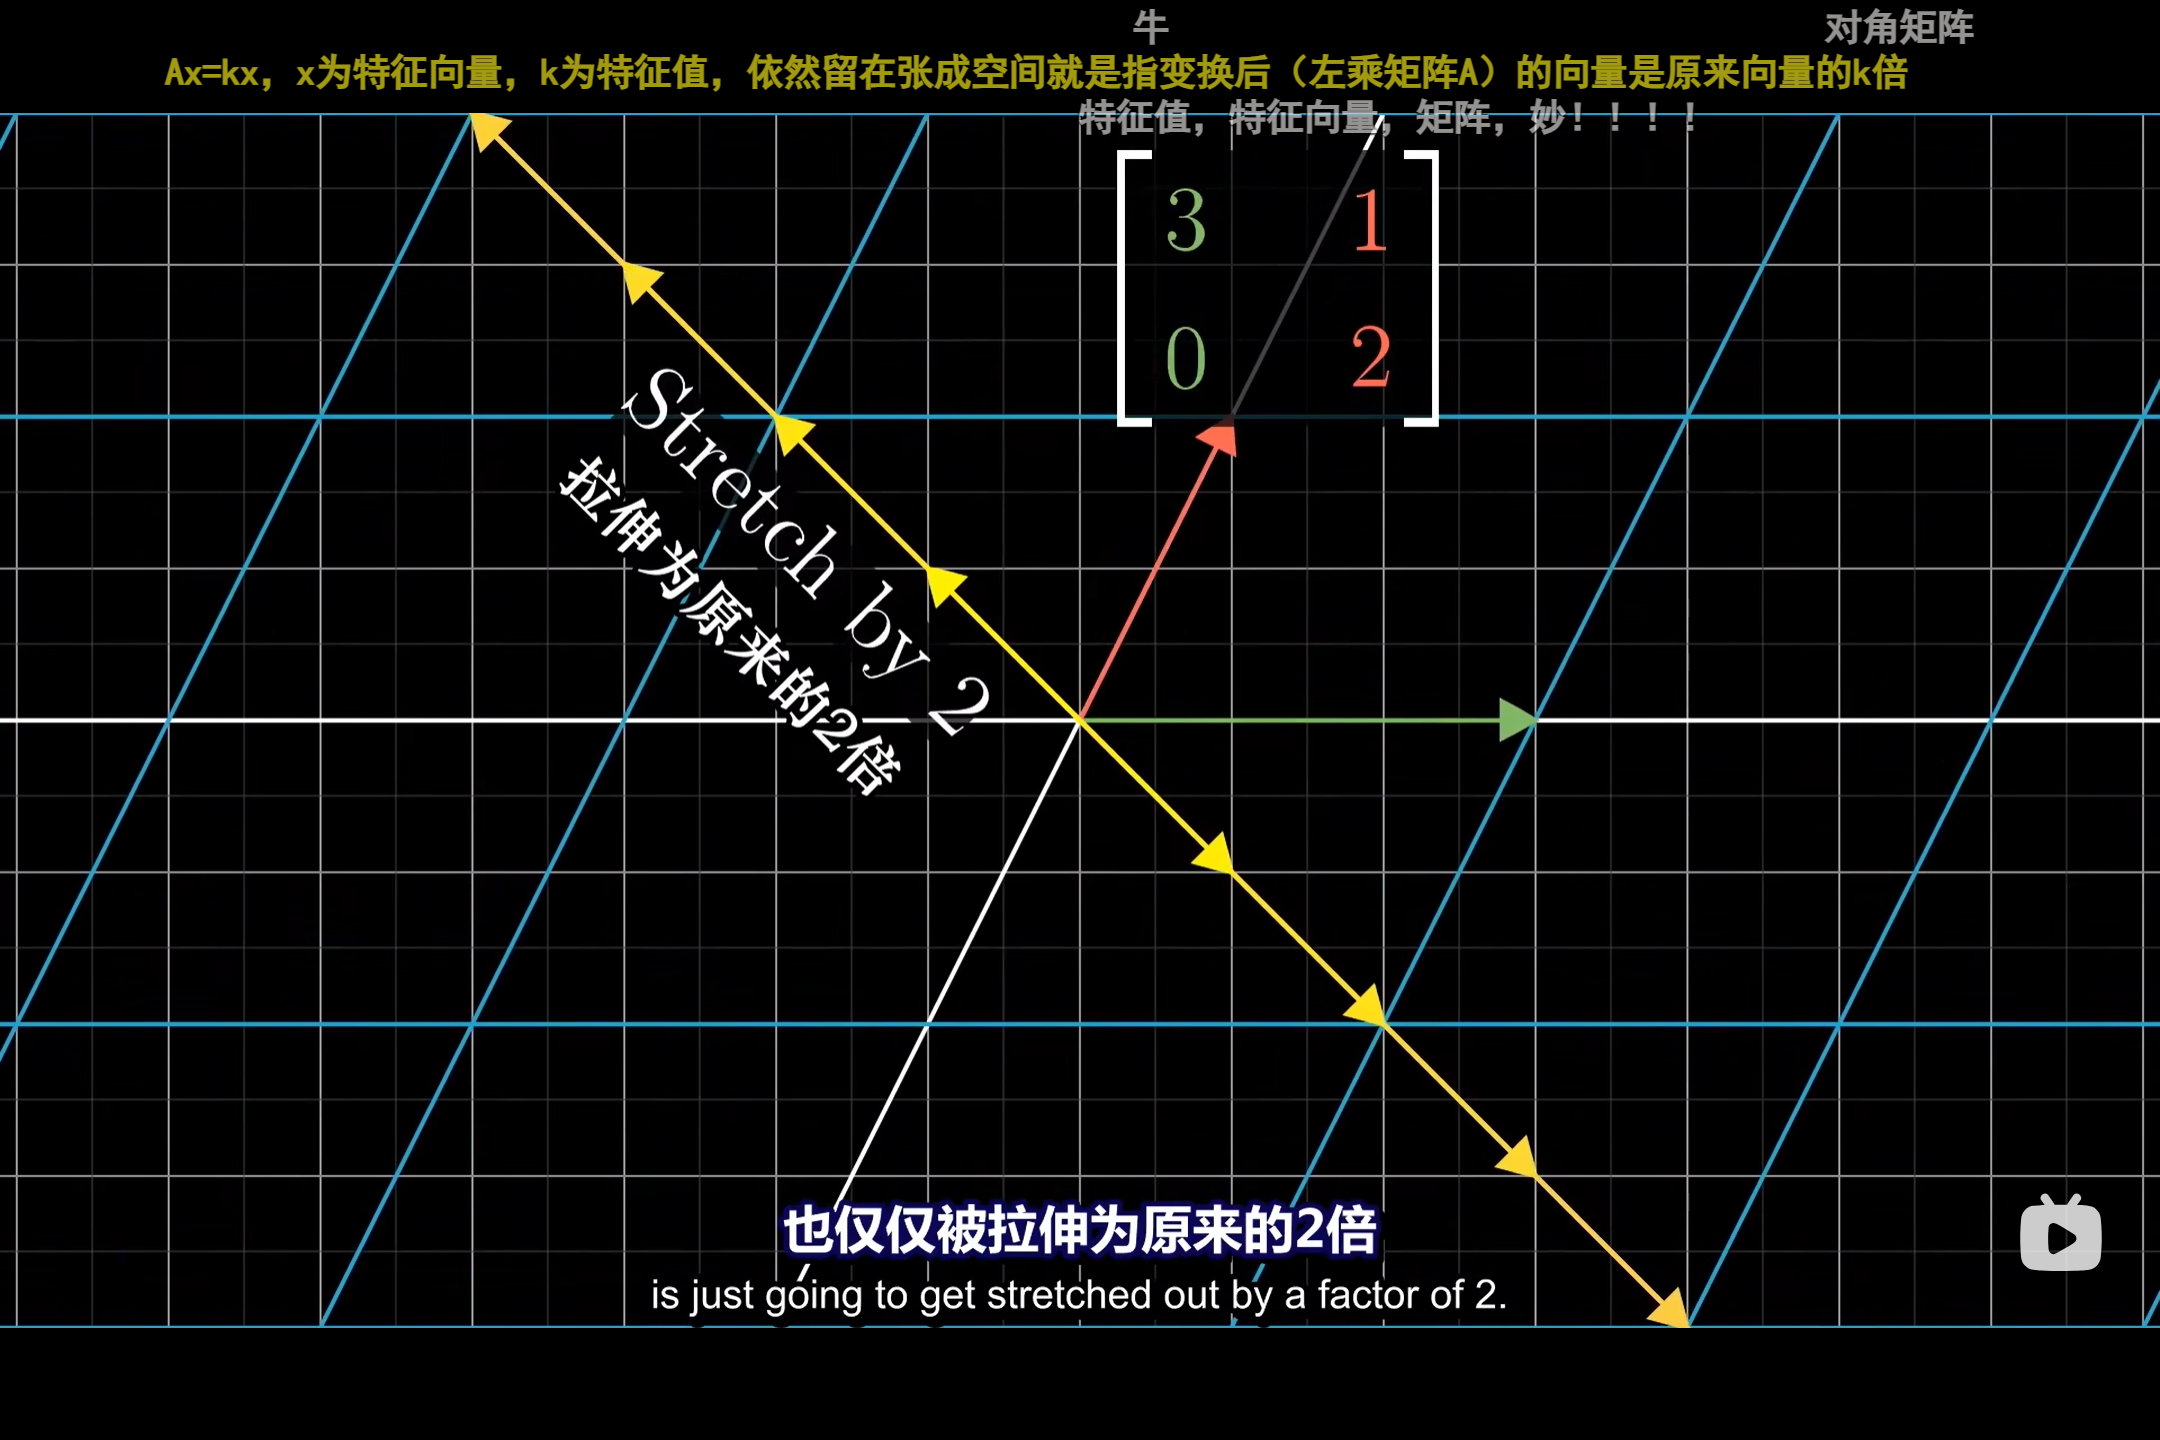 牛
对角矩阵
Ax=kx，x为特征向量，k为特征值，依然留在张成空间就是指变换后（左乘矩阵A）的向量是原来向量的k倍
特征值，特征向量，矩阵，妙！！！！
3 1
0 2
Stretch by 2
拉伸为原来的2倍
也仅仅被拉伸为原来的2倍
is just going to get stretched out by a factor of 2.